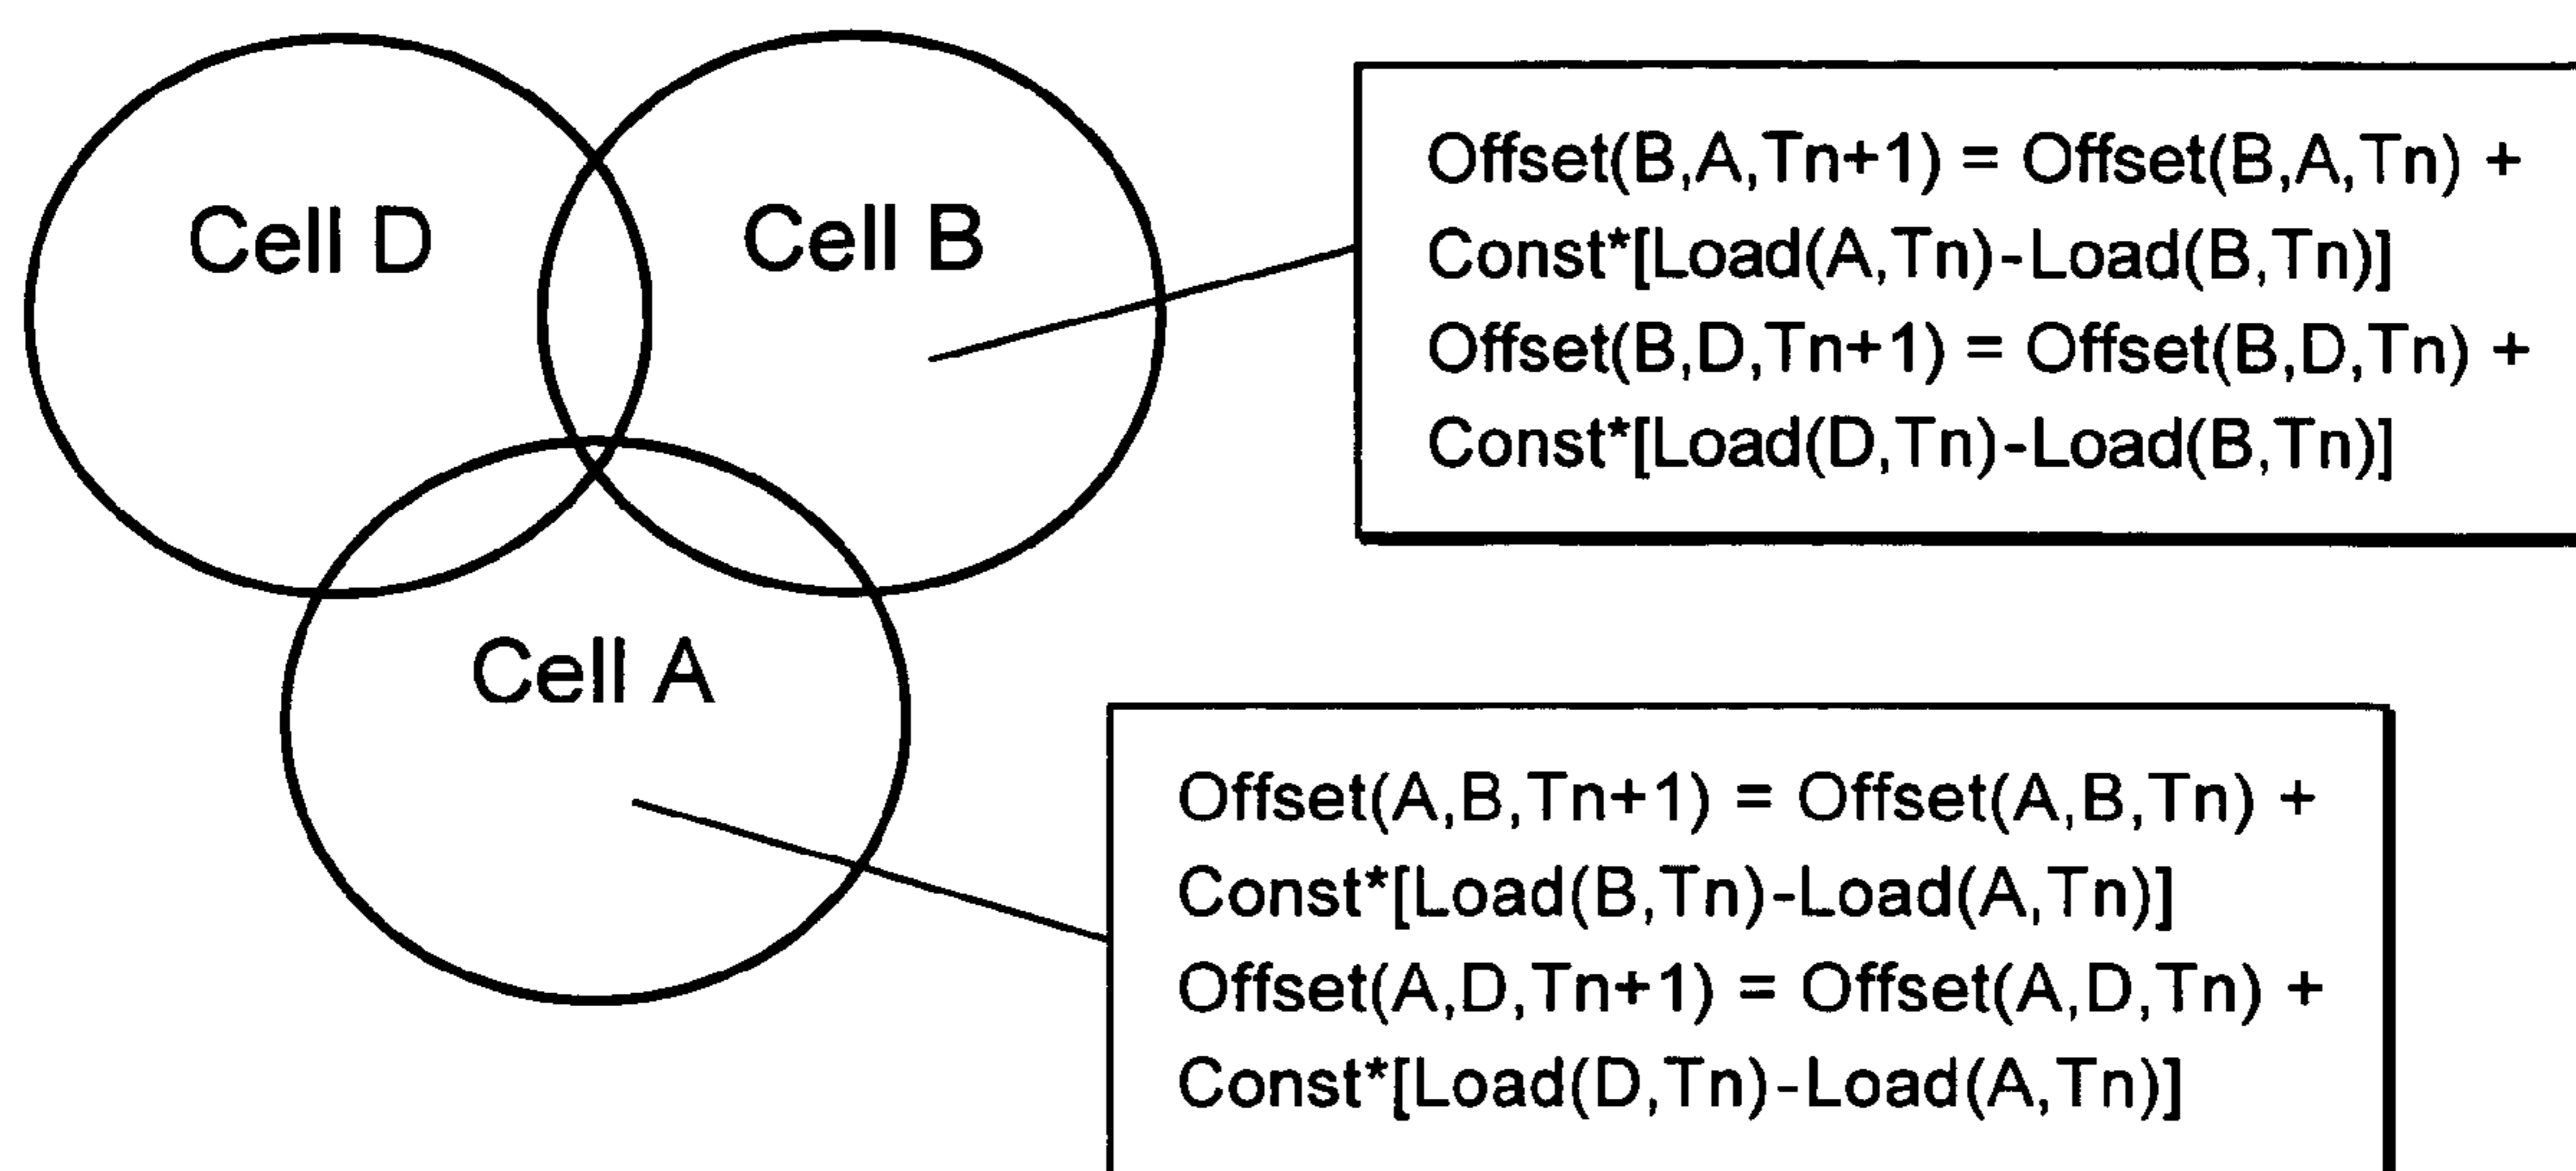 Cell D
Cell B
Offset(B,A,Tn+1) = Offset(B,A,Tn) +
Const*[Load(A,Tn)-Load(B,Tn)]
Offset(B,D,Tn+1) = Offset(B,D,Tn) +
Const*[Load(D,Tn)-Load(B,Tn)]
Cell A
Offset(A,B,Tn+1) = Offset(A,B,Tn) +
Const*[Load(B,Tn)-Load(A,Tn)]
Offset(A,D,Tn+1) = Offset(A,D,Tn) +
Const*[Load(D,Tn)-Load(A,Tn)]